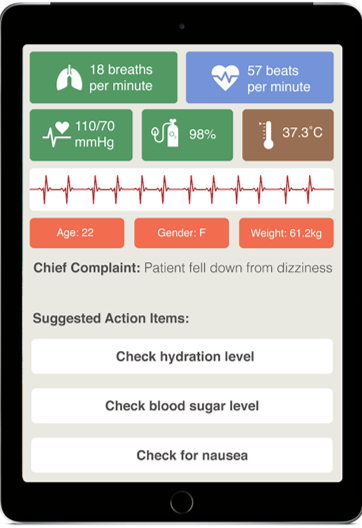 18 breaths
per minute
57 beats
per minute
110/70
mmHg
O₂
98%
37.3°C
Age: 22
Gender: F
Weight: 61.2kg
Chief Complaint: Patient fell down from dizziness
Suggested Action Items:
Check hydration level
Check blood sugar level
Check for nausea